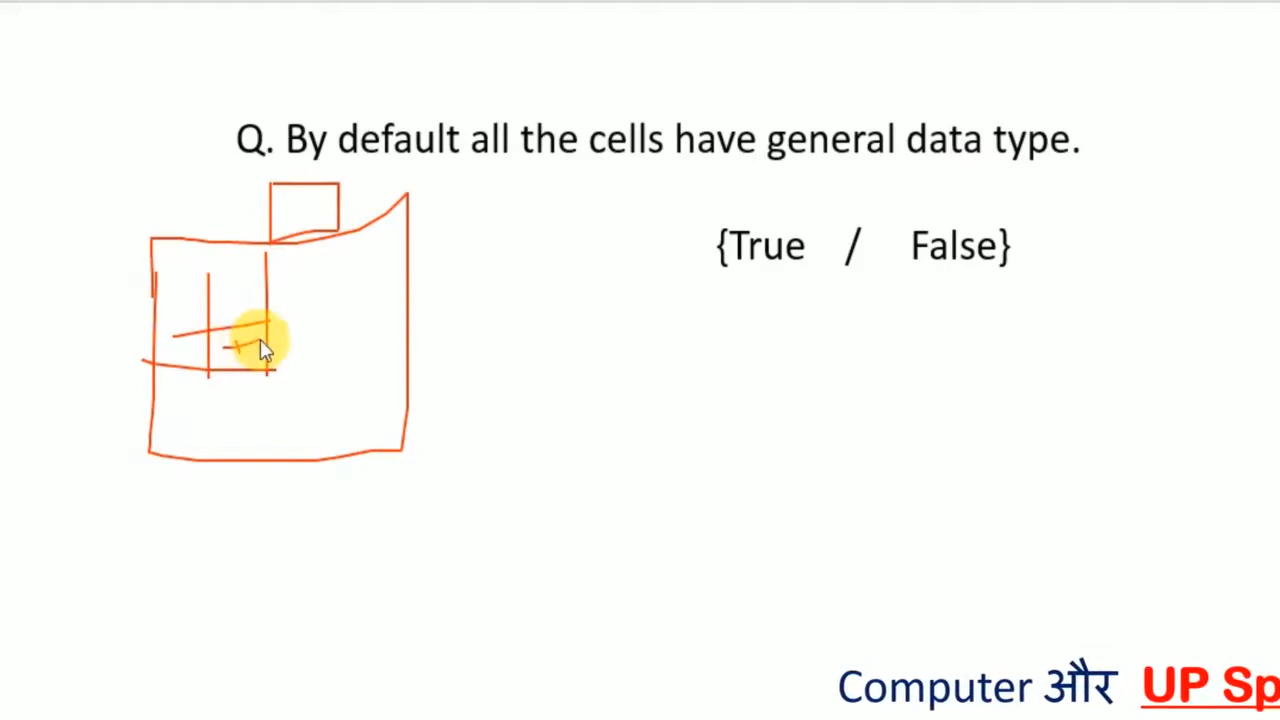 Q. By default all the cells have general data type.
{True / False}
Computer और UP Sp